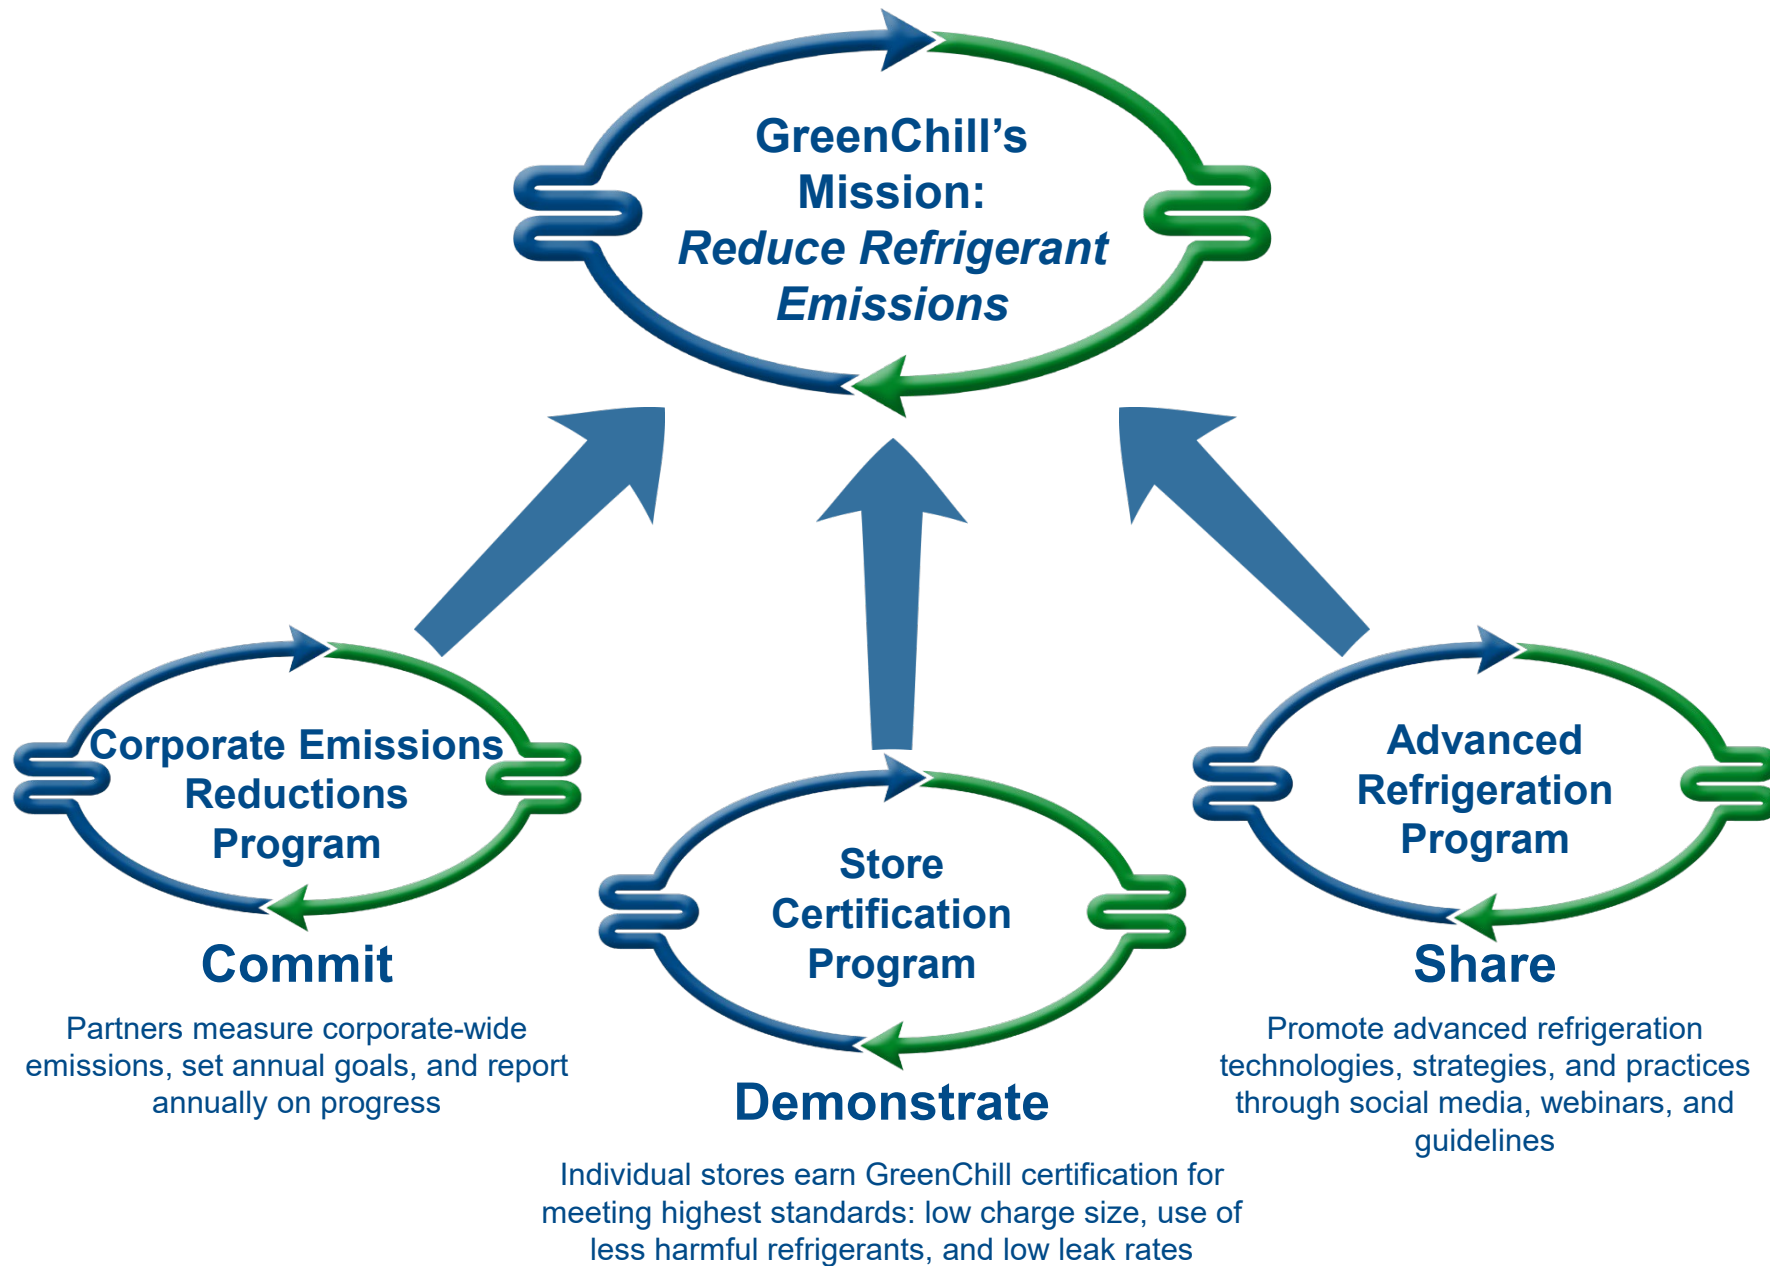 GreenChill’s
Mission:
Reduce Refrigerant
Emissions
Corporate Emissions
Reductions
Program
Commit
Partners measure corporate-wide
emissions, set annual goals, and report
annually on progress
Store
Certification
Program
Demonstrate
Individual stores earn GreenChill certification for
meeting highest standards: low charge size, use of
less harmful refrigerants, and low leak rates
Advanced
Refrigeration
Program
Share
Promote advanced refrigeration
technologies, strategies, and practices
through social media, webinars, and
guidelines